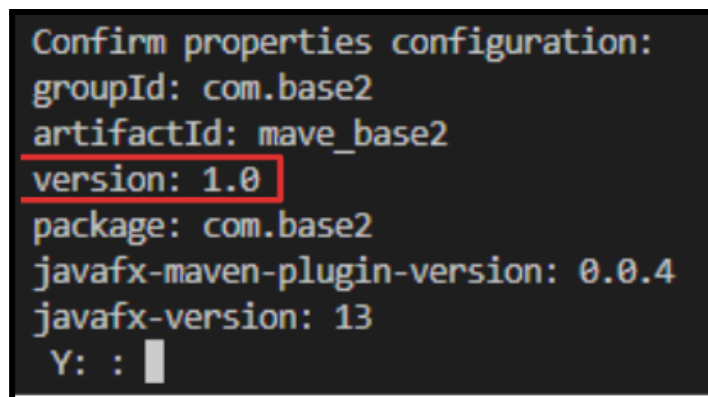 Confirm properties configuration:
groupId: com.base2
artifactId: mave_base2
version: 1.0
package: com.base2
javafx-maven-plugin-version: 0.0.4
javafx-version: 13
Y: :